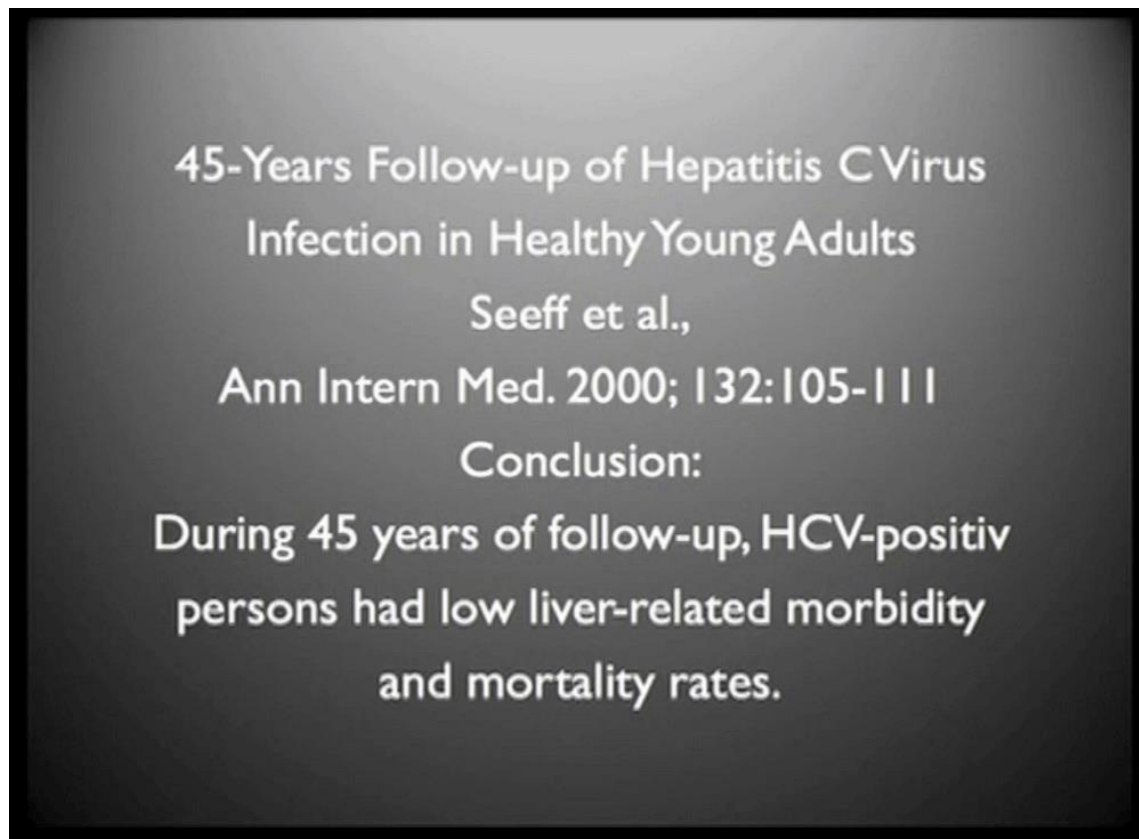 45-Years Follow-up of Hepatitis C Virus
Infection in Healthy Young Adults
Seeff et al.,
Ann Intern Med. 2000; 132:105-111
Conclusion:
During 45 years of follow-up, HCV-positiv
persons had low liver-related morbidity
and mortality rates.